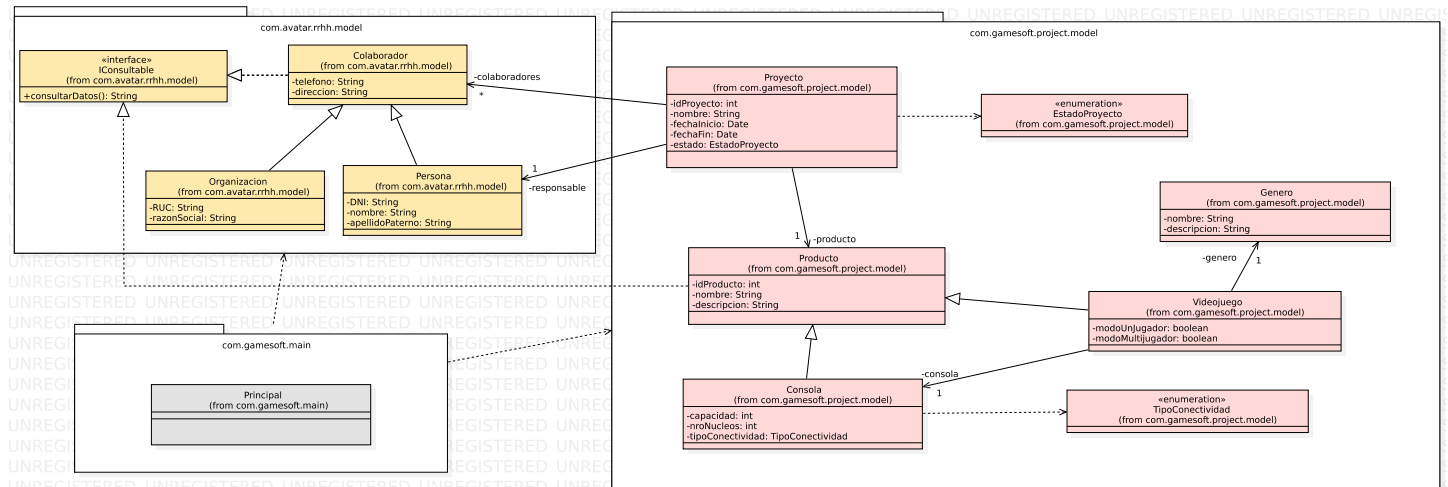 com.avatar.rrhh.model
«interface»
IConsultable
(from com.avatar.rrhh.model)
+consultarDatos(): String
Colaborador
(from com.avatar.rrhh.model)
-telefono: String
-direccion: String
Organizacion
(from com.avatar.rrhh.model)
-RUC: String
-razonSocial: String
Persona
(from com.avatar.rrhh.model)
-DNI: String
-nombre: String
-apellidoPaterno: String
-colaboradores
*
1
-responsable
com.gamesoft.main
Principal
(from com.gamesoft.main)
com.gamesoft.project.model
Proyecto
(from com.gamesoft.project.model)
-idProyecto: int
-nombre: String
-fechaInicio: Date
-fechaFin: Date
-estado: EstadoProyecto
«enumeration»
EstadoProyecto
(from com.gamesoft.project.model)
Genero
(from com.gamesoft.project.model)
-nombre: String
-descripcion: String
1
-producto
-genero
1
Producto
(from com.gamesoft.project.model)
-idProducto: int
-nombre: String
-descripcion: String
Videojuego
(from com.gamesoft.project.model)
-modoUnJugador: boolean
-modoMultijugador: boolean
-consola
1
Consola
(from com.gamesoft.project.model)
-capacidad: int
-nroNucleos: int
-tipoConectividad: TipoConectividad
«enumeration»
TipoConectividad
(from com.gamesoft.project.model)
UNREGISTERED